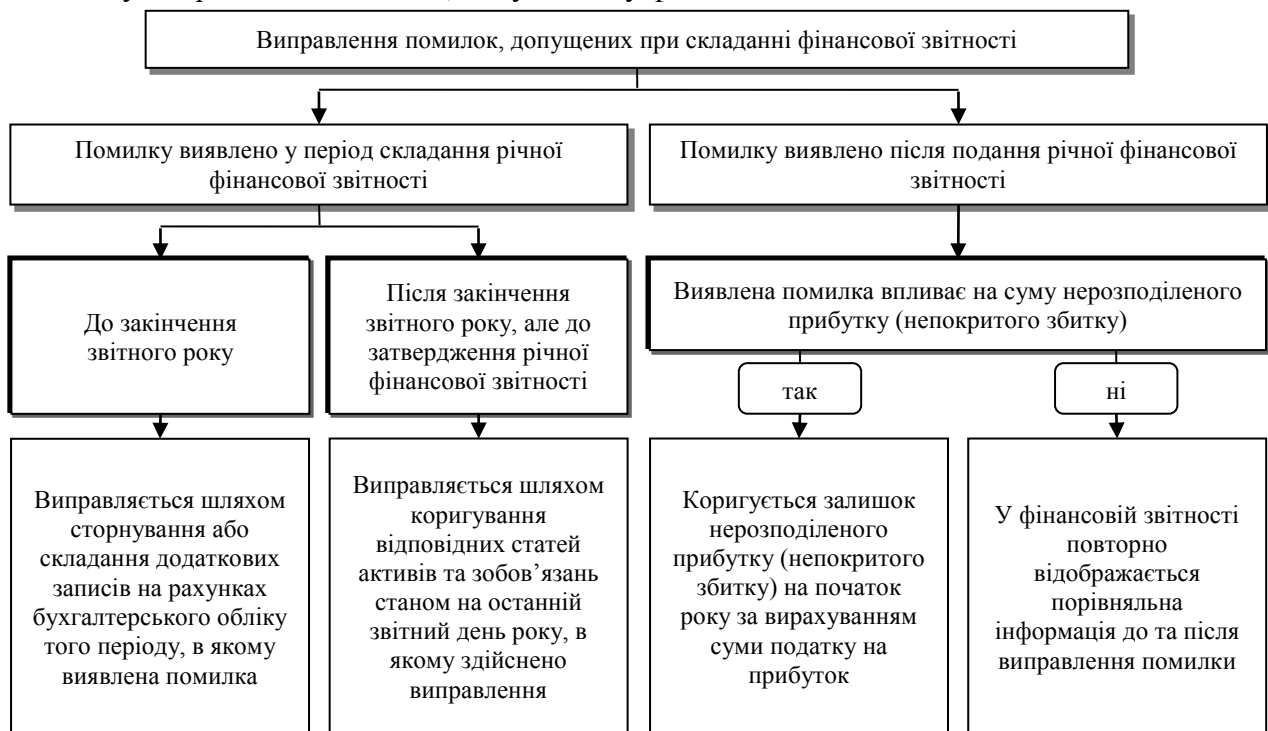 Виправлення помилок, допущених при складанні фінансової звітності
Помилку виявлено у період складання річної
фінансової звітності
Помилку виявлено після подання річної фінансової
звітності
До закінчення
звітного року
Після закінчення
звітного року, але до
затвердження річної
фінансової звітності
Виявлена помилка впливає на суму нерозподіленого
прибутку (непокритого збитку)
так
ні
Виправляється шляхом
сторнування або
складання додаткових
записів на рахунках
бухгалтерського обліку
того періоду, в якому
виявлена помилка
Виправляється шляхом
коригування
відповідних статей
активів та зобов’язань
станом на останній
звітний день року, в
якому здійснено
виправлення
Коригується залишок
нерозподіленого
прибутку (непокритого
збитку) на початок
року за вирахуванням
суми податку на
прибуток
У фінансовій звітності
повторно
відображається
порівняльна
інформація до та після
виправлення помилки